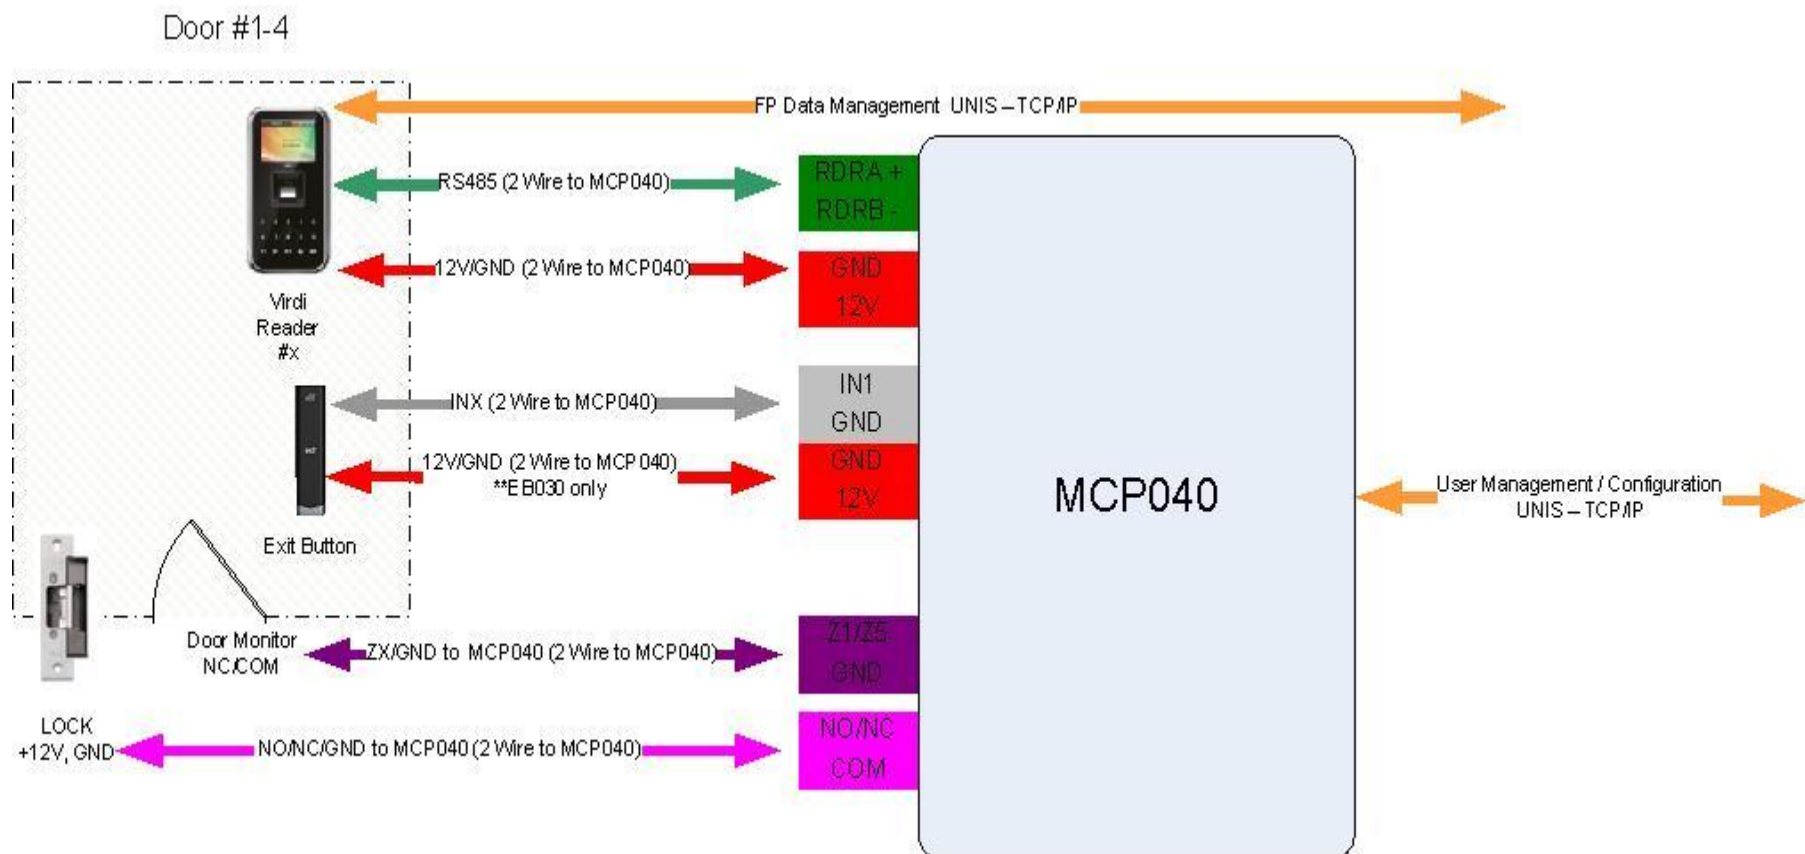 Door #1-4
FP Data Management UNIS – TCP/IP
RS485 (2 Wire to MCP040)
RDRA +
RDRB -
12V/GND (2 Wire to MCP040)
GND
12V
Virdi
Reader
#x
INX (2 Wire to MCP040)
IN1
GND
12V/GND (2 Wire to MCP040)
**EB030 only
GND
12V
Exit Button
MCP040
User Management / Configuration
UNIS – TCP/IP
Door Monitor
NC/COM
ZX/GND to MCP040 (2 Wire to MCP040)
Z1/Z5
GND
LOCK
+12V, GND
NO/NC/GND to MCP040 (2 Wire to MCP040)
NO/NC
COM